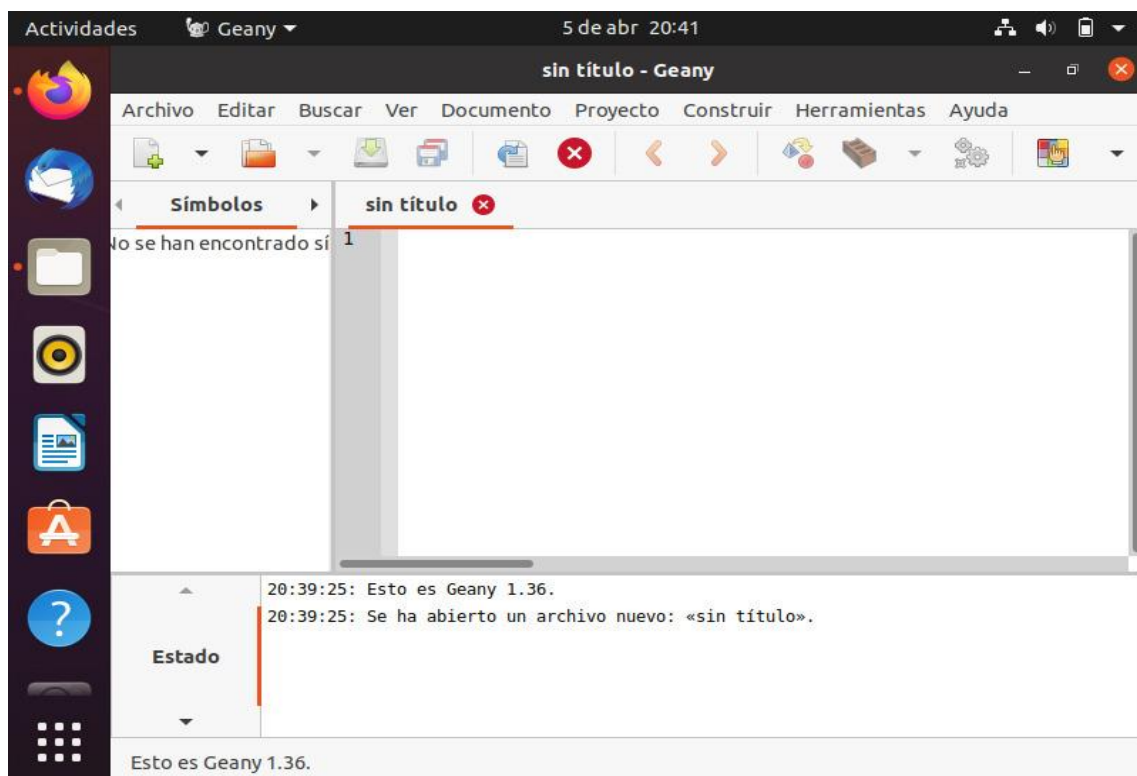 Actividades Geany 5 de abr 20:41
sin título - Geany
Archivo Editar Buscar Ver Documento Proyecto Construir Herramientas Ayuda
Símbolos sin título
No se han encontrado sí 1
20:39:25: Esto es Geany 1.36.
20:39:25: Se ha abierto un archivo nuevo: «sin título».
Estado
Esto es Geany 1.36.